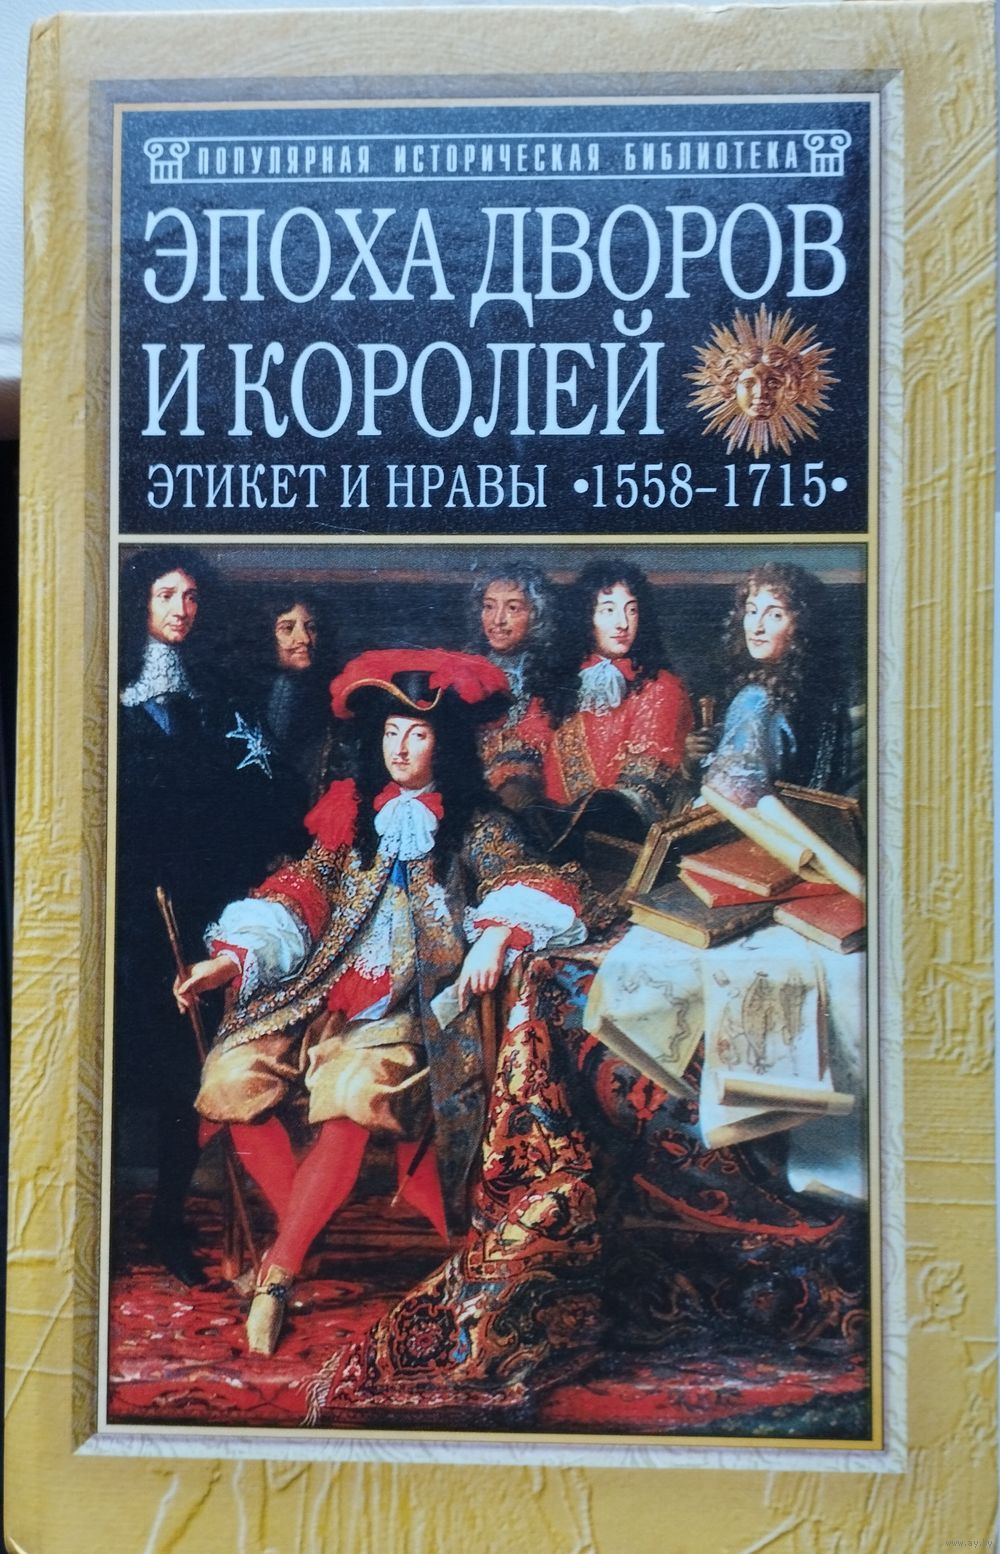 ПОПУЛЯРНАЯ ИСТОРИЧЕСКАЯ БИБЛИОТЕКА
ЭПОХА ДВОРОВ
И КОРОЛЕЙ
ЭТИКЕТ И НРАВЫ •1558–1715•